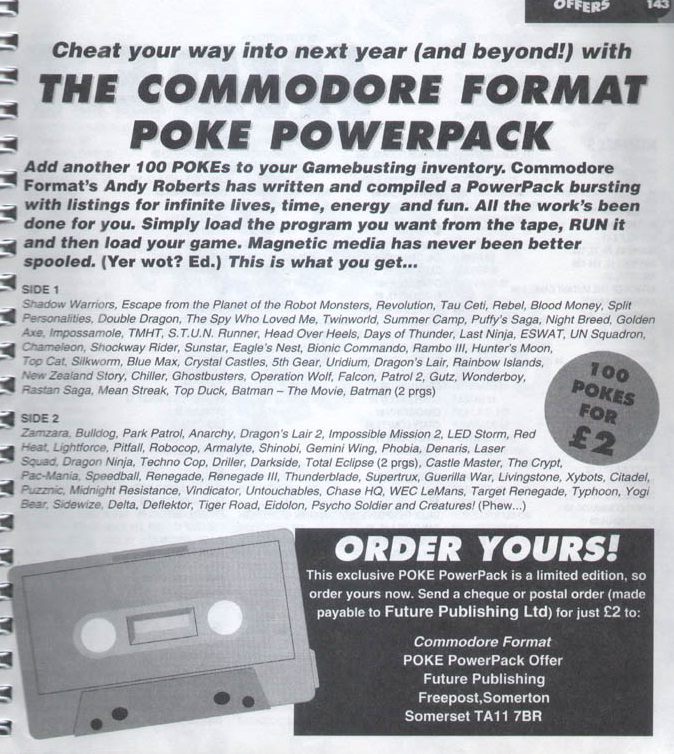 OFFERS 143
Cheat your way into next year (and beyond!) with
THE COMMODORE FORMAT
POKE POWERPACK
Add another 100 POKEs to your Gamebusting inventory. Commodore
Format's Andy Roberts has written and compiled a PowerPack bursting
with listings for infinite lives, time, energy and fun. All the work's been
done for you. Simply load the program you want from the tape, RUN it
and then load your game. Magnetic media has never been better
spooled. (Yer wot? Ed.) This is what you get...
SIDE 1
Shadow Warriors, Escape from the Planet of the Robot Monsters, Revolution, Tau Ceti, Rebel, Blood Money, Split
Personalities, Double Dragon, The Spy Who Loved Me, Twinworld, Summer Camp, Puffy's Saga, Night Breed, Golden
Axe, Impossamole, TMHT, S.T.U.N. Runner, Head Over Heels, Days of Thunder, Last Ninja, ESWAT, UN Squadron,
Chameleon, Shockway Rider, Sunstar, Eagle's Nest, Bionic Commando, Rambo III, Hunter's Moon,
Top Cat, Silkworm, Blue Max, Crystal Castles, 5th Gear, Uridium, Dragon's Lair, Rainbow Islands,
New Zealand Story, Chiller, Ghostbusters, Operation Wolf, Falcon, Patrol 2, Gutz, Wonderboy,
Rastan Saga, Mean Streak, Top Duck, Batman – The Movie, Batman (2 prgs)
100
POKES
FOR
£2
SIDE 2
Zamzara, Bulldog, Park Patrol, Anarchy, Dragon's Lair 2, Impossible Mission 2, LED Storm, Red
Heat, Lightforce, Pitfall, Robocop, Armalyte, Shinobi, Gemini Wing, Phobia, Denaris, Laser
Squad, Dragon Ninja, Techno Cop, Driller, Darkside, Total Eclipse (2 prgs), Castle Master, The Crypt,
Pac-Mania, Speedball, Renegade, Renegade III, Thunderblade, Supertrux, Guerilla War, Livingstone, Xybots, Citadel,
Puzznic, Midnight Resistance, Vindicator, Untouchables, Chase HQ, WEC LeMans, Target Renegade, Typhoon, Yogi
Bear, Sidewize, Delta, Deflektor, Tiger Road, Eidolon, Psycho Soldier and Creatures! (Phew...)
ORDER YOURS!
This exclusive POKE PowerPack is a limited edition, so
order yours now. Send a cheque or postal order (made
payable to Future Publishing Ltd) for just £2 to:
Commodore Format
POKE PowerPack Offer
Future Publishing
Freepost,Somerton
Somerset TA11 7BR